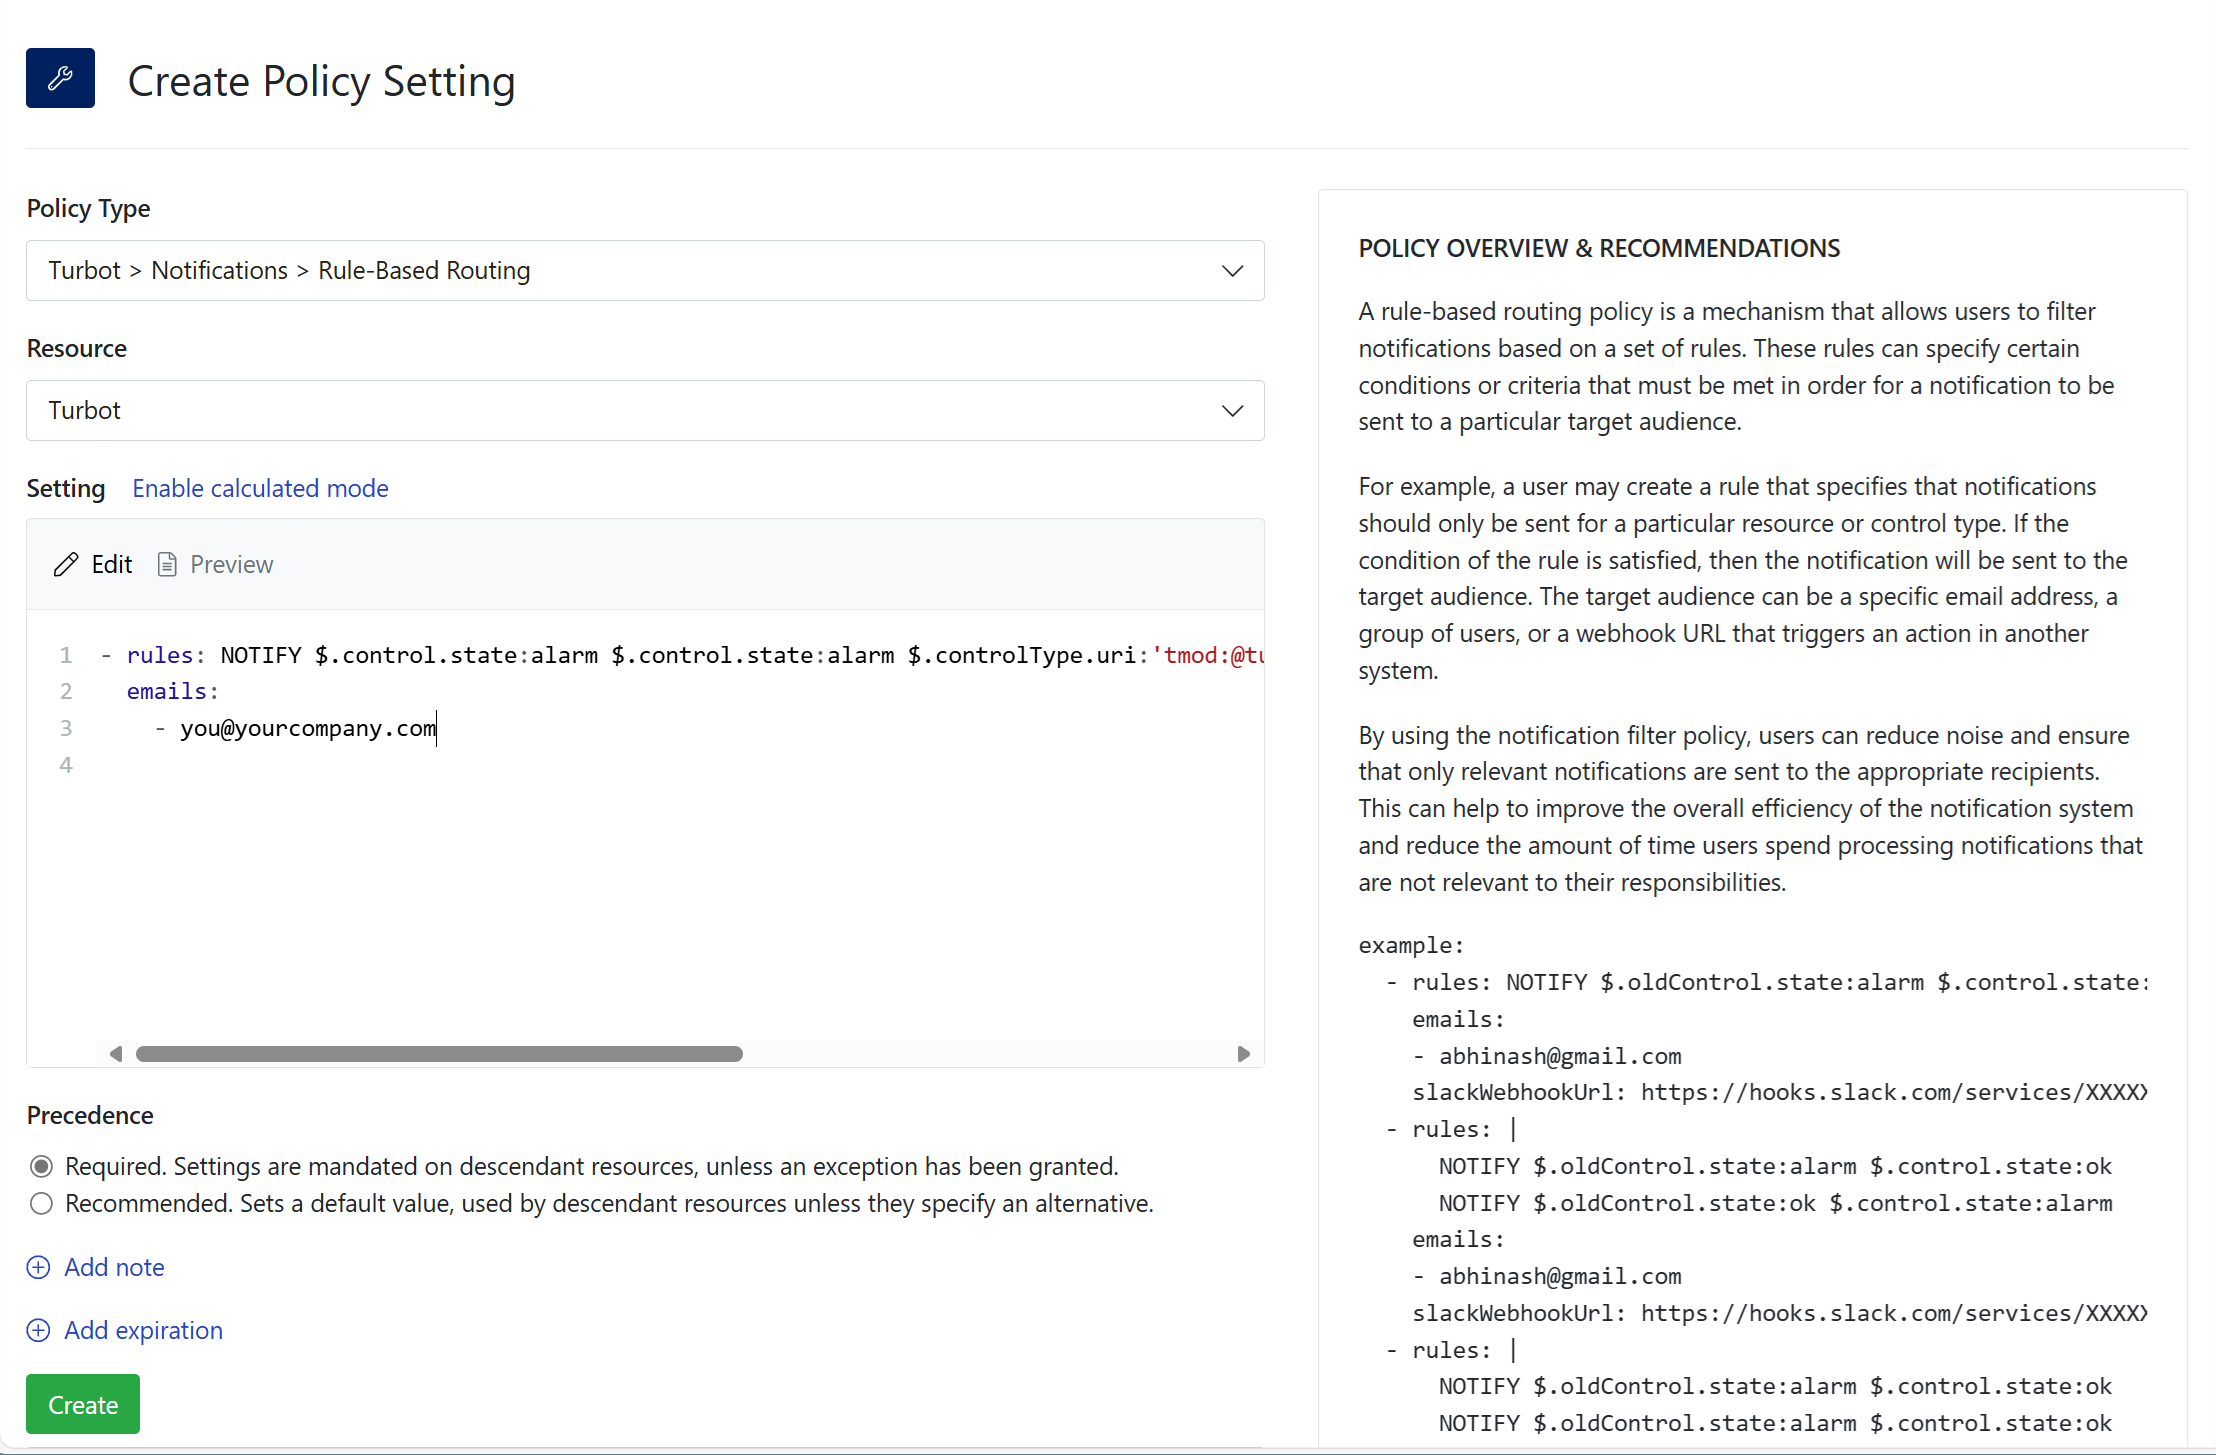 Create Policy Setting
Policy Type
Turbot > Notifications > Rule-Based Routing
Resource
Turbot
Setting Enable calculated mode
Edit Preview
1 - rules: NOTIFY $.control.state:alarm $.control.state:alarm $.controlType.uri:'tmod:@tu
2 emails:
3 - you@yourcompany.com
4
Precedence
Required. Settings are mandated on descendant resources, unless an exception has been granted.
Recommended. Sets a default value, used by descendant resources unless they specify an alternative.
Add note
Add expiration
Create
POLICY OVERVIEW & RECOMMENDATIONS
A rule-based routing policy is a mechanism that allows users to filter
notifications based on a set of rules. These rules can specify certain
conditions or criteria that must be met in order for a notification to be
sent to a particular target audience.
For example, a user may create a rule that specifies that notifications
should only be sent for a particular resource or control type. If the
condition of the rule is satisfied, then the notification will be sent to the
target audience. The target audience can be a specific email address, a
group of users, or a webhook URL that triggers an action in another
system.
By using the notification filter policy, users can reduce noise and ensure
that only relevant notifications are sent to the appropriate recipients.
This can help to improve the overall efficiency of the notification system
and reduce the amount of time users spend processing notifications that
are not relevant to their responsibilities.
example:
- rules: NOTIFY $.oldControl.state:alarm $.control.state:
emails:
- abhinash@gmail.com
slackWebhookUrl: https://hooks.slack.com/services/XXXXX
- rules: |
NOTIFY $.oldControl.state:alarm $.control.state:ok
NOTIFY $.oldControl.state:ok $.control.state:alarm
emails:
- abhinash@gmail.com
slackWebhookUrl: https://hooks.slack.com/services/XXXXX
- rules: |
NOTIFY $.oldControl.state:alarm $.control.state:ok
NOTIFY $.oldControl.state:alarm $.control.state:ok